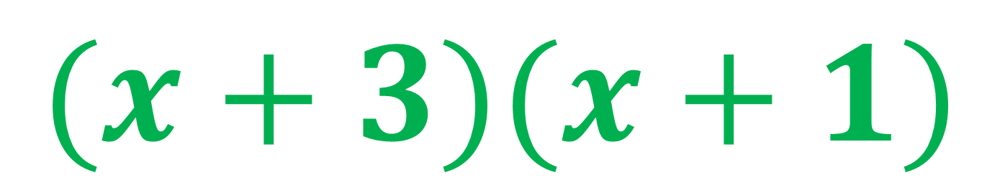 (x + 3)(x + 1)